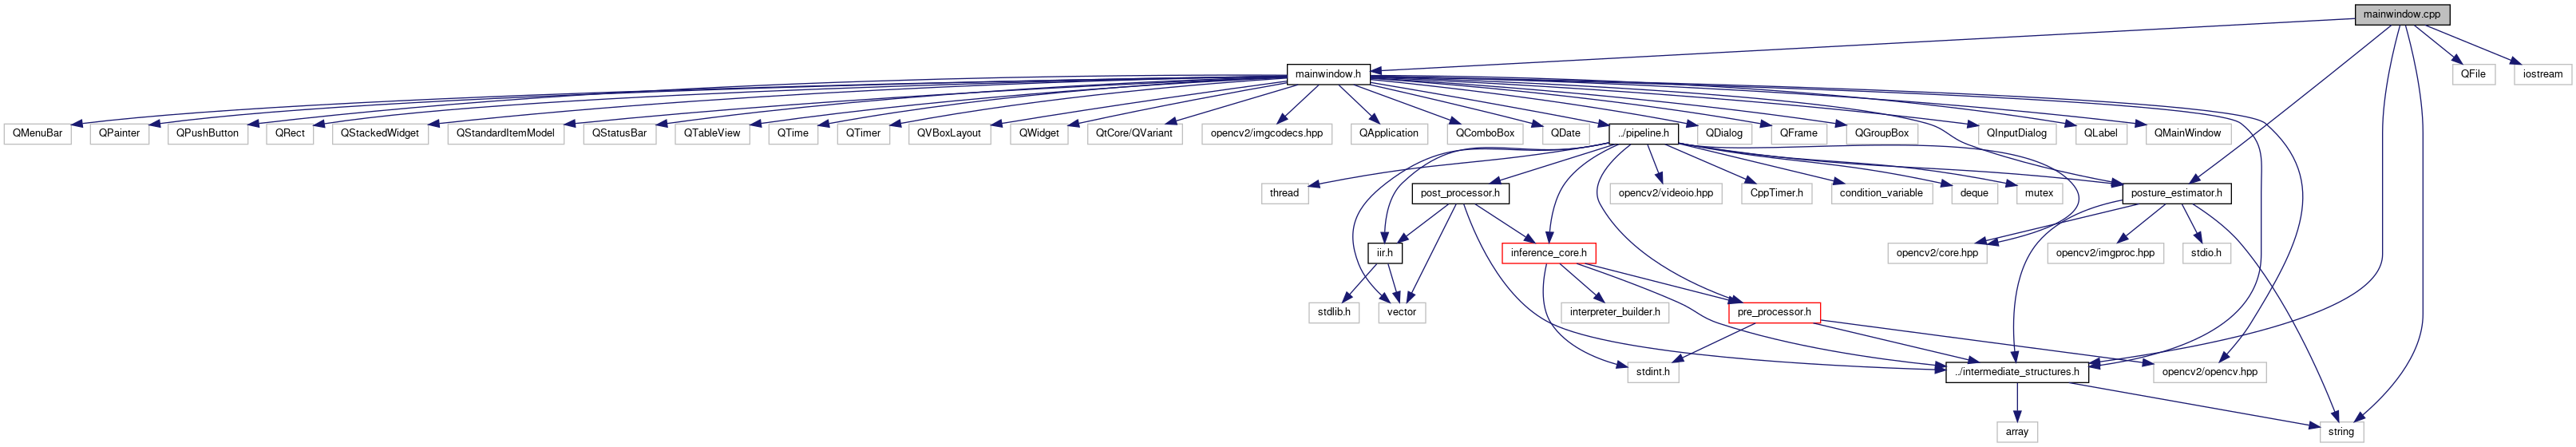 mainwindow.cpp
mainwindow.h
QFile
iostream
QMenuBar
QPainter
QPushButton
QRect
QStackedWidget
QStandardItemModel
QStatusBar
QTableView
QTime
QTimer
QVBoxLayout
QWidget
QtCore/QVariant
opencv2/imgcodecs.hpp
QApplication
QComboBox
QDate
../pipeline.h
QDialog
QFrame
QGroupBox
QInputDialog
QLabel
QMainWindow
thread
post_processor.h
opencv2/videoio.hpp
CppTimer.h
condition_variable
deque
mutex
posture_estimator.h
iir.h
inference_core.h
opencv2/core.hpp
opencv2/imgproc.hpp
stdio.h
stdlib.h
vector
interpreter_builder.h
pre_processor.h
stdint.h
../intermediate_structures.h
opencv2/opencv.hpp
array
string